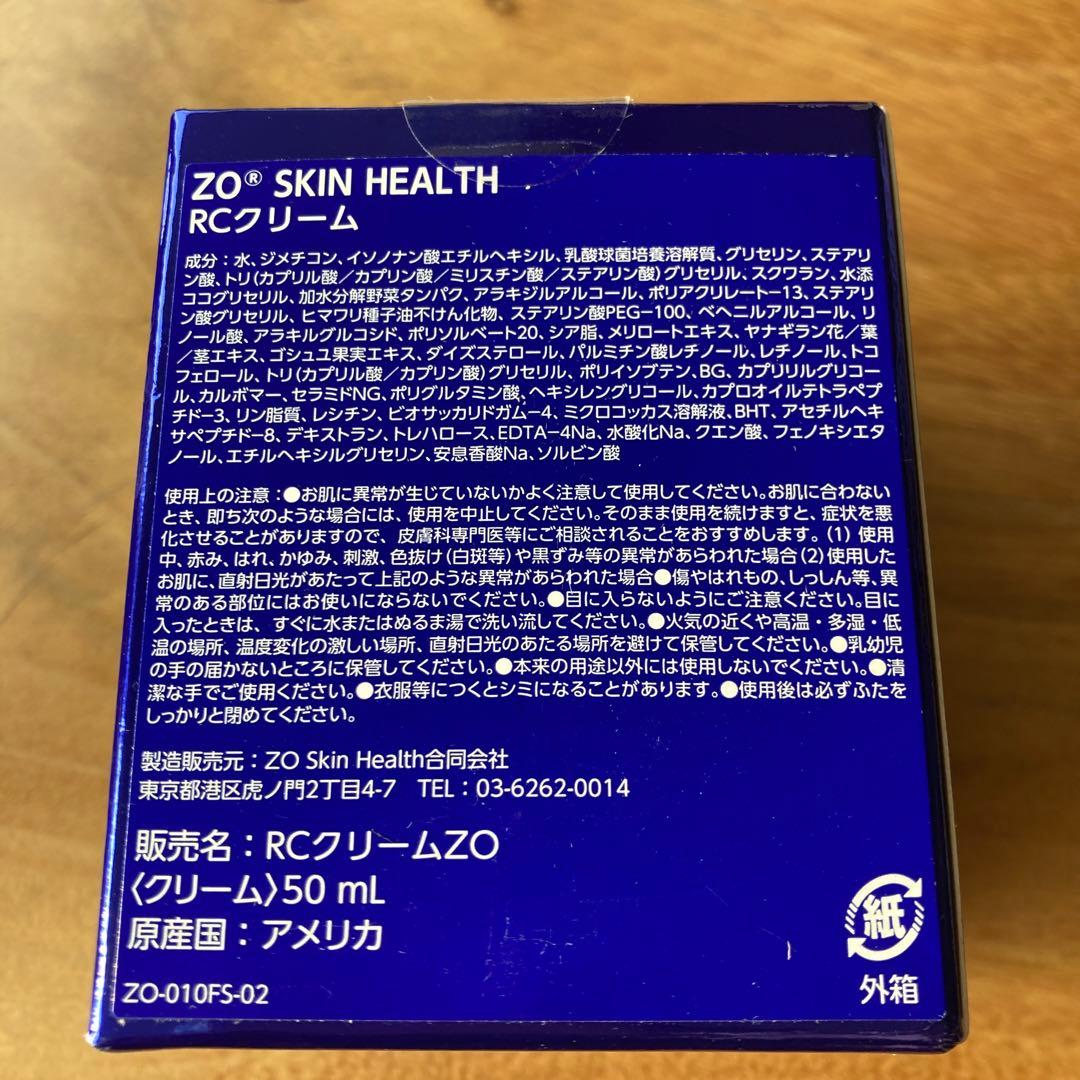 ZO® SKIN HEALTH
RCクリーム
成分：水、ジメチコン、イソノナン酸エチルヘキシル、乳酸球菌培養溶解質、グリセリン、ステアリ
ン酸、トリ（カプリル酸／カプリン酸／ミリスチン酸／ステアリン酸）グリセリル、スクワラン、水添
ココグリセリル、加水分解野菜タンパク、アラキジルアルコール、ポリアクリレートー13、ステアリ
ン酸グリセリル、ヒマワリ種子油不けん化物、ステアリン酸PEG－100、ベヘニルアルコール、リ
ノール酸、アラキルグルコシド、ポリソルベート20、シア脂、メリロートエキス、ヤナギラン花／葉
／茎エキス、ゴシュユ果実エキス、ダイズステロール、パルミチン酸レチノール、レチノール、トコ
フェロール、トリ（カプリル酸／カプリン酸）グリセリル、ポリイソブテン、BG、カプリリルグリコー
ル、カルボマー、セラミドNG、ポリグルタミン酸、ヘキシレングリコール、カプロオイルテトラペプ
チドー3、リン脂質、レシチン、ビオサッカリドガム－4、ミクロコッカス溶解液、BHT、アセチルヘキ
サペプチドー8、デキストラン、トレハロース、EDTA－4Na、水酸化Na、クエン酸、フェノキシエタ
ノール、エチルヘキシルグリセリン、安息香酸Na、ソルビン酸
使用上の注意：●お肌に異常が生じていないかよく注意して使用してください。お肌に合わない
とき、即ち次のような場合には、使用を中止してください。そのまま使用を続けますと、症状を悪
化させることがありますので、皮膚科専門医等にご相談されることをおすすめします。（1）使用
中、赤み、はれ、かゆみ、刺激、色抜け（白斑等）や黒ずみ等の異常があらわれた場合（2）使用した
お肌に、直射日光があたって上記のような異常があらわれた場合●傷やはれもの、しっしん等、異
常のある部位にはお使いにならないでください。●目に入らないようにご注意ください。目に
入ったときは、すぐに水またはぬるま湯で洗い流してください。●火気の近くや高温・多湿・低
温の場所、温度変化の激しい場所、直射日光のあたる場所を避けて保管してください。●乳幼児
の手の届かないところに保管してください。●本来の用途以外には使用しないでください。●清
潔な手でご使用ください。●衣服等につくとシミになることがあります。●使用後は必ずふたを
しっかりと閉めてください。
製造販売元：ZO Skin Health合同会社
東京都港区虎ノ門2丁目4-7　TEL：03-6262-0014
販売名：RCクリームZO
〈クリーム〉50 mL
原産国：アメリカ
ZO-010FS-02
紙
外箱